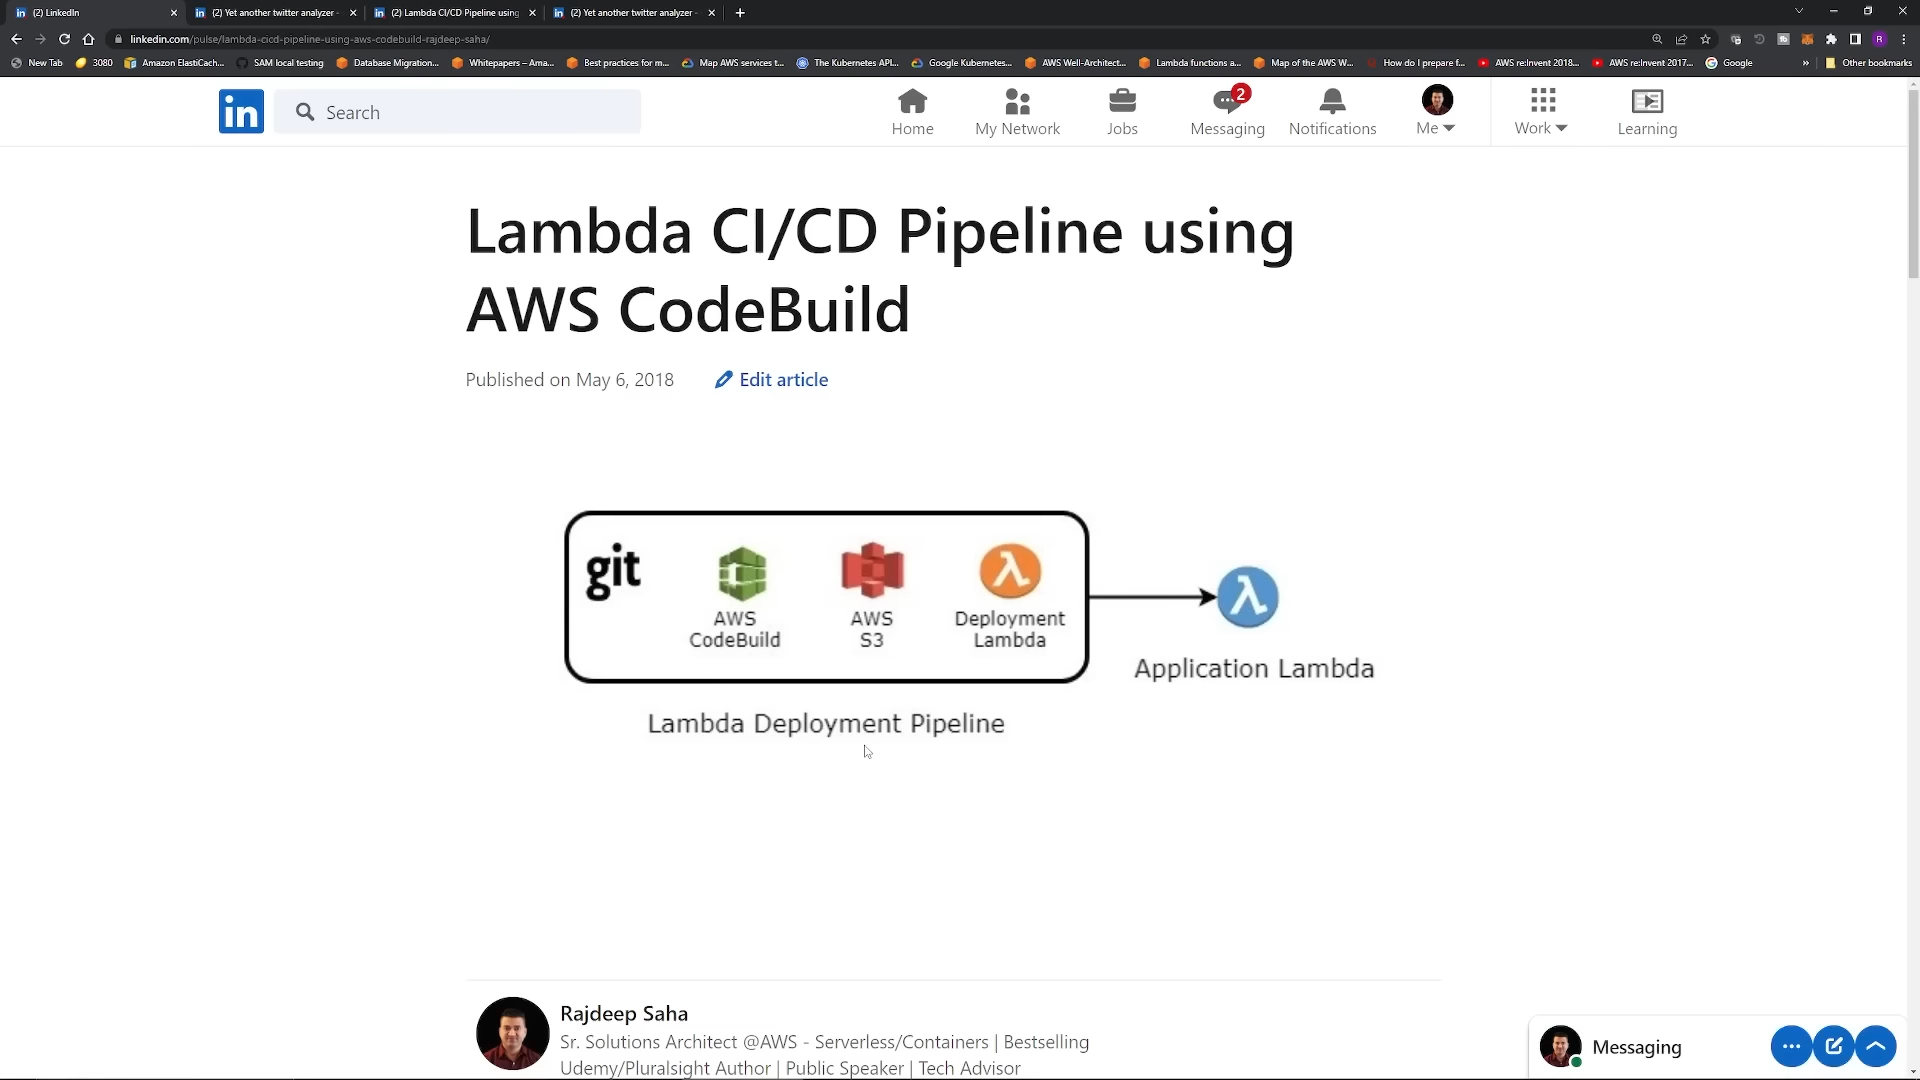 (2) LinkedIn
(2) Yet another twitter analyzer -
(2) Lambda CI/CD Pipeline using
(2) Yet another twitter analyzer -
linkedin.com/pulse/lambda-cicd-pipeline-using-aws-codebuild-rajdeep-saha/
R
New Tab
3080
Amazon ElastiCach...
SAM local testing
Database Migration...
Whitepapers – Ama...
Best practices for m...
Map AWS services t...
The Kubernetes API...
Google Kubernetes...
AWS Well-Architect...
Lambda functions a...
Map of the AWS W...
How do I prepare f...
AWS re:Invent 2018...
AWS re:Invent 2017...
Google
»
Other bookmarks
in
Search
Home
My Network
2
Messaging
Jobs
Notifications
Me
Work
Learning
Lambda CI/CD Pipeline using
AWS CodeBuild
Published on May 6, 2018
Edit article
git
AWS
CodeBuild
AWS
S3
Deployment
Lambda
Application Lambda
Lambda Deployment Pipeline
Rajdeep Saha
Sr. Solutions Architect @AWS - Serverless/Containers | Bestselling
Udemy/Pluralsight Author | Public Speaker | Tech Advisor
Messaging